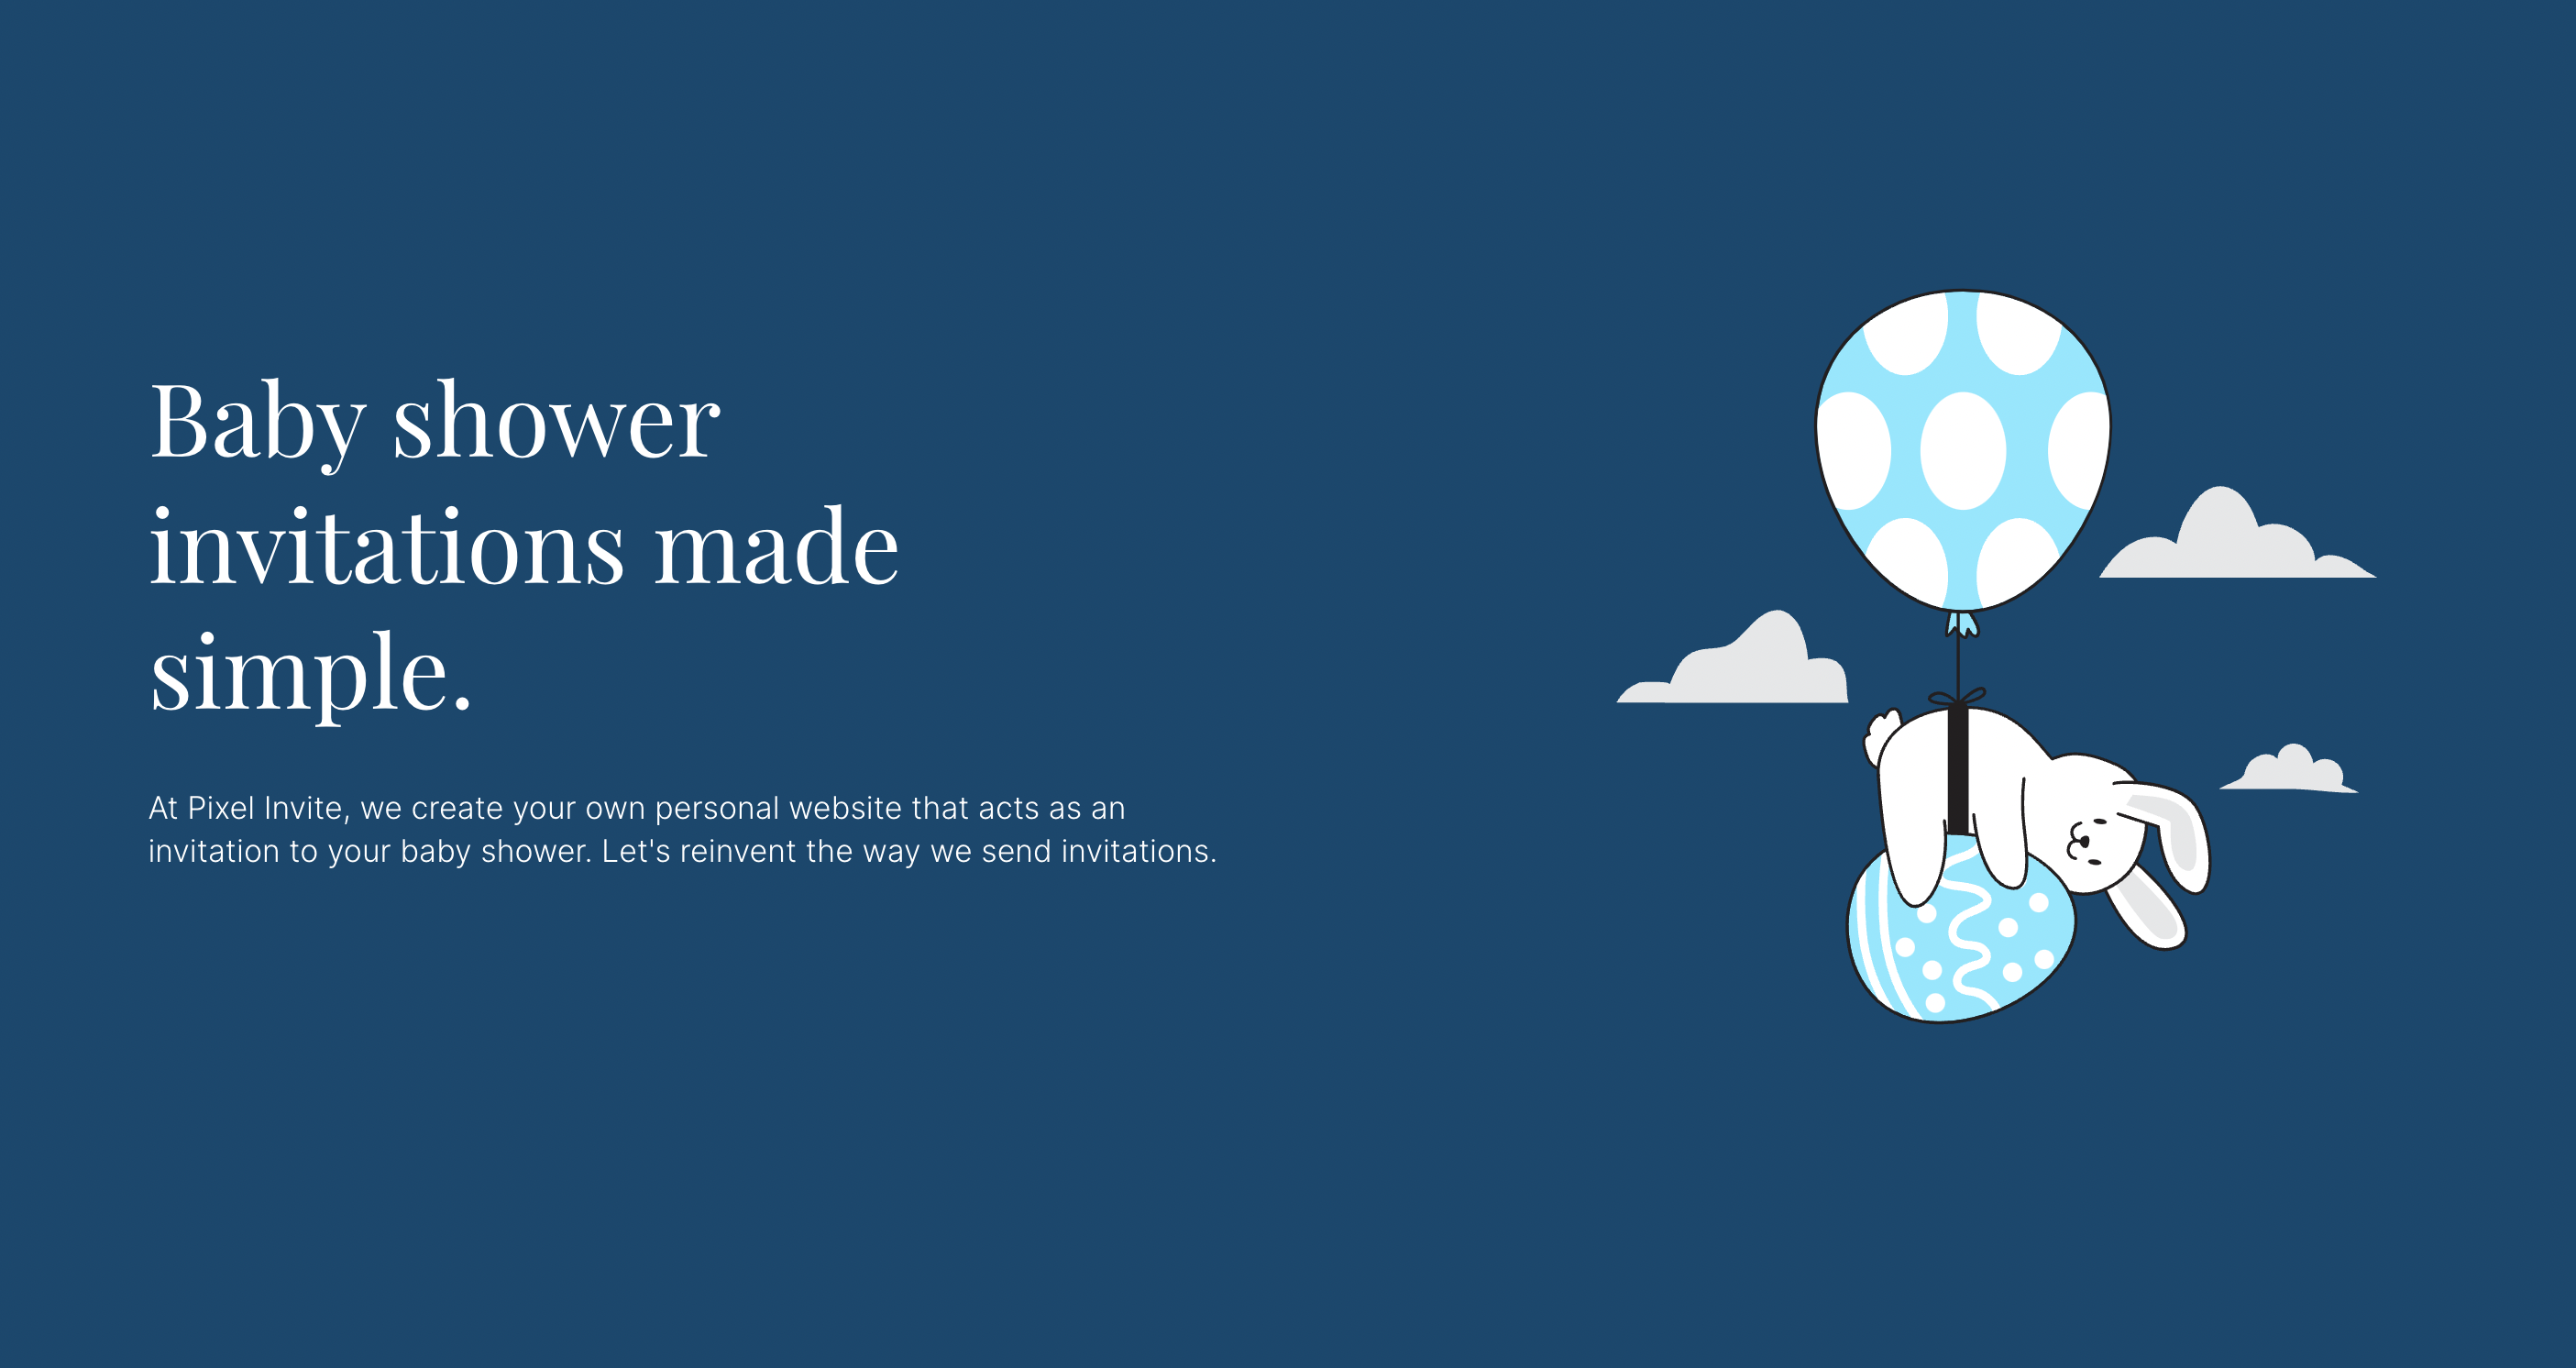 Baby shower
invitations made
simple.
At Pixel Invite, we create your own personal website that acts as an
invitation to your baby shower. Let's reinvent the way we send invitations.